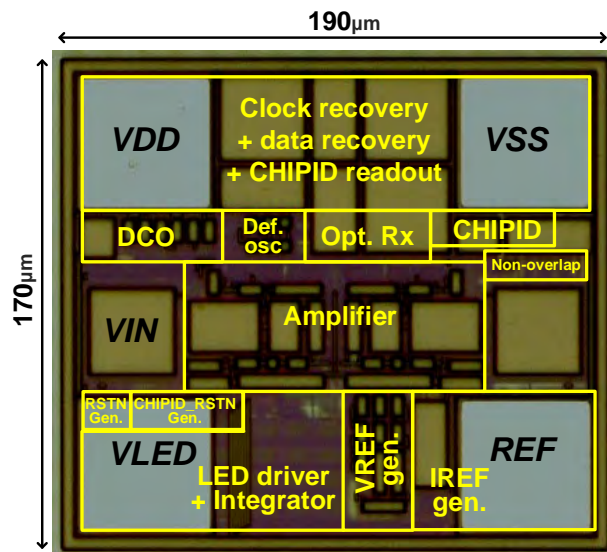 190µm
170µm
VDD
Clock recovery
+ data recovery
+ CHIPID readout
VSS
DCO
Def.
osc
Opt. Rx
CHIPID
Non-overlap
VIN
Amplifier
RSTN
Gen.
CHIPID_RSTN
Gen.
VLED
LED driver
+ Integrator
VREF
gen.
IREF
gen.
REF